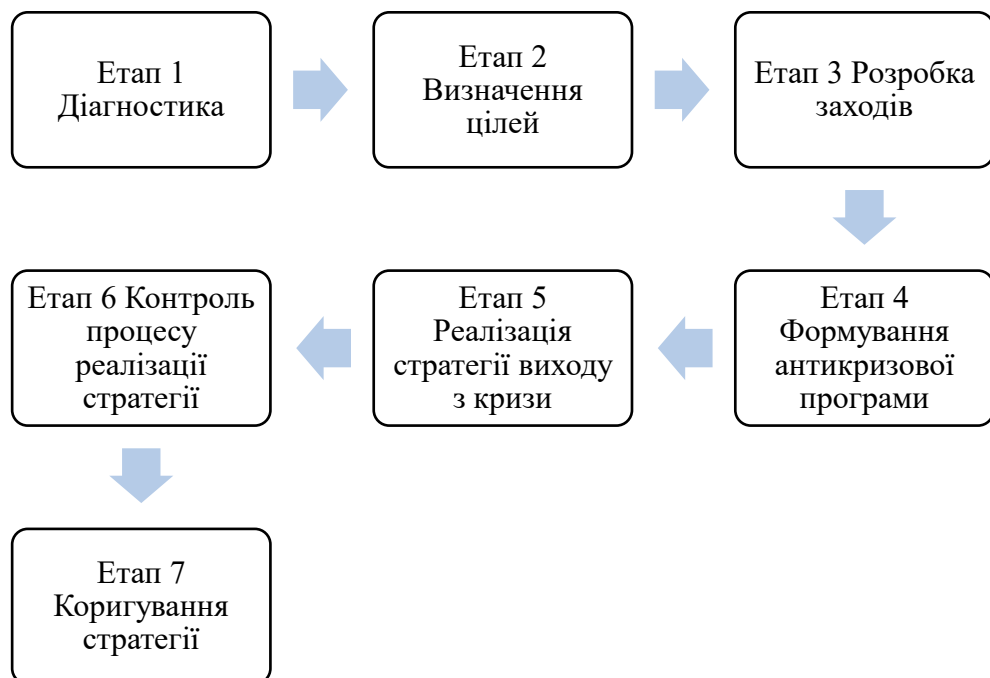 Етап 1
Діагностика
Етап 2
Визначення
цілей
Етап 3 Розробка
заходів
Етап 4
Формування
антикризової
програми
Етап 5
Реалізація
стратегії виходу
з кризи
Етап 6 Контроль
процесу
реалізації
стратегії
Етап 7
Коригування
стратегії